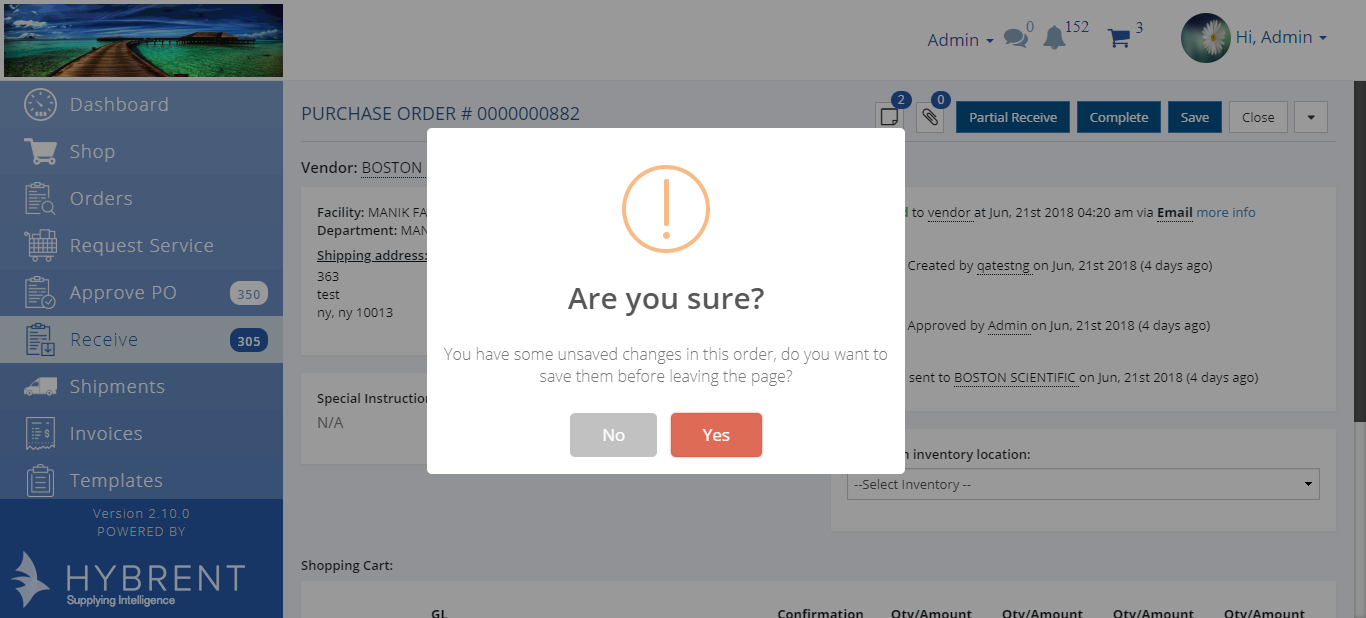 Admin
0
152
3
Hi, Admin
Dashboard
Shop
Orders
Request Service
Approve PO 350
Receive 305
Shipments
Invoices
Templates
Version 2.10.0
POWERED BY
HYBRENT
Supplying Intelligence
PURCHASE ORDER # 0000000882
2
0
Partial Receive
Complete
Save
Close
Vendor: BOSTON
Facility: MANIK FA
Department: MAN
Shipping address:
363
test
ny, ny 10013
Special Instruction
N/A
to vendor at Jun, 21st 2018 04:20 am via Email more info
Created by qatestng on Jun, 21st 2018 (4 days ago)
Approved by Admin on Jun, 21st 2018 (4 days ago)
sent to BOSTON SCIENTIFIC on Jun, 21st 2018 (4 days ago)
inventory location:
--Select Inventory --
Are you sure?
You have some unsaved changes in this order, do you want to
save them before leaving the page?
No
Yes
Shopping Cart:
GL
Confirmation
Qty/Amount
Qty/Amount
Qty/Amount
Qty/Amount